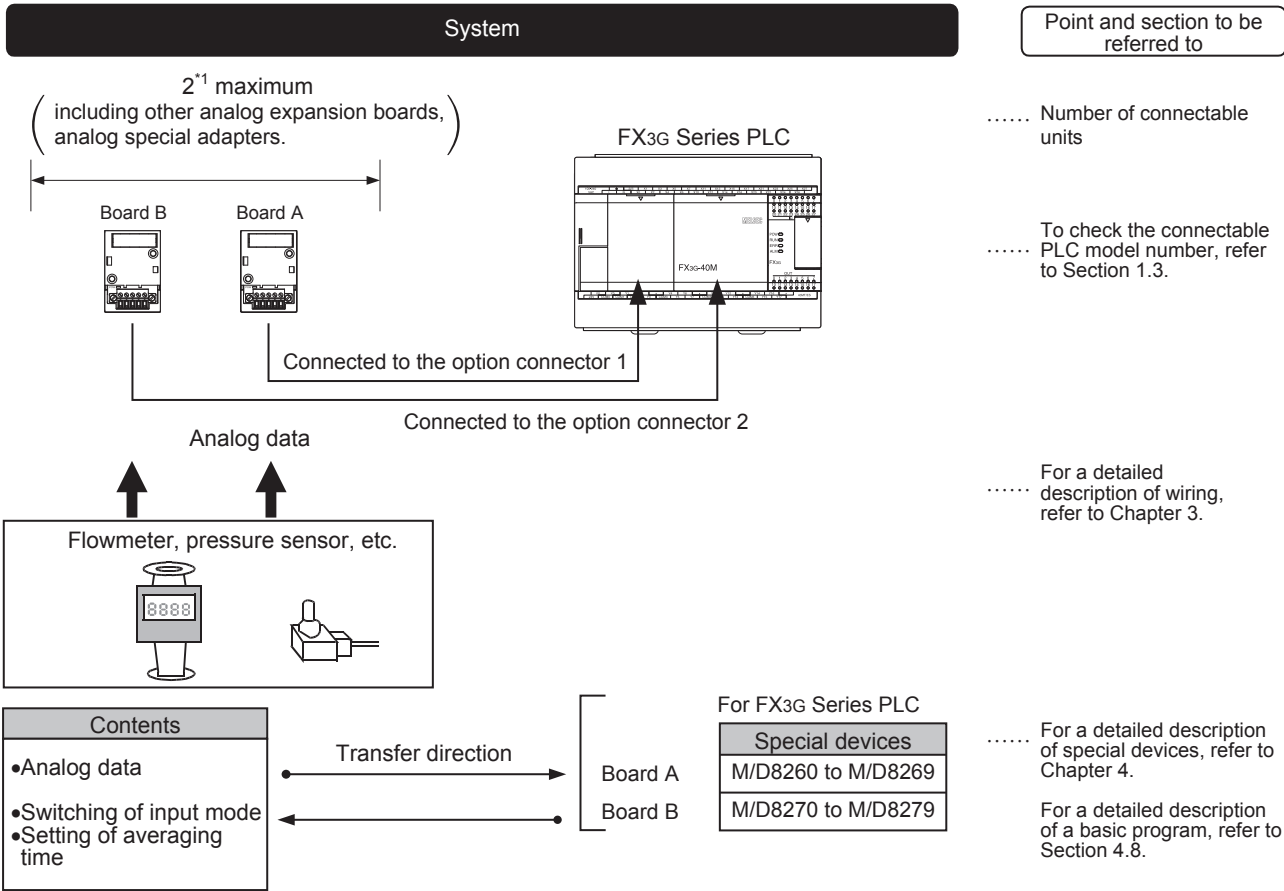 System
Point and section to be
referred to
2*1 maximum
including other analog expansion boards,
analog special adapters.
Board B
Board A
FX3G Series PLC
FX3G-40M
Connected to the option connector 1
Connected to the option connector 2
...... Number of connectable
units
To check the connectable
...... PLC model number, refer
to Section 1.3.
Analog data
Flowmeter, pressure sensor, etc.
8888
For a detailed
...... description of wiring,
refer to Chapter 3.
Contents
•Analog data
•Switching of input mode
•Setting of averaging
time
Transfer direction
Board A
Board B
For FX3G Series PLC
Special devices
M/D8260 to M/D8269
M/D8270 to M/D8279
...... For a detailed description
of special devices, refer to
Chapter 4.
For a detailed description
of a basic program, refer to
Section 4.8.